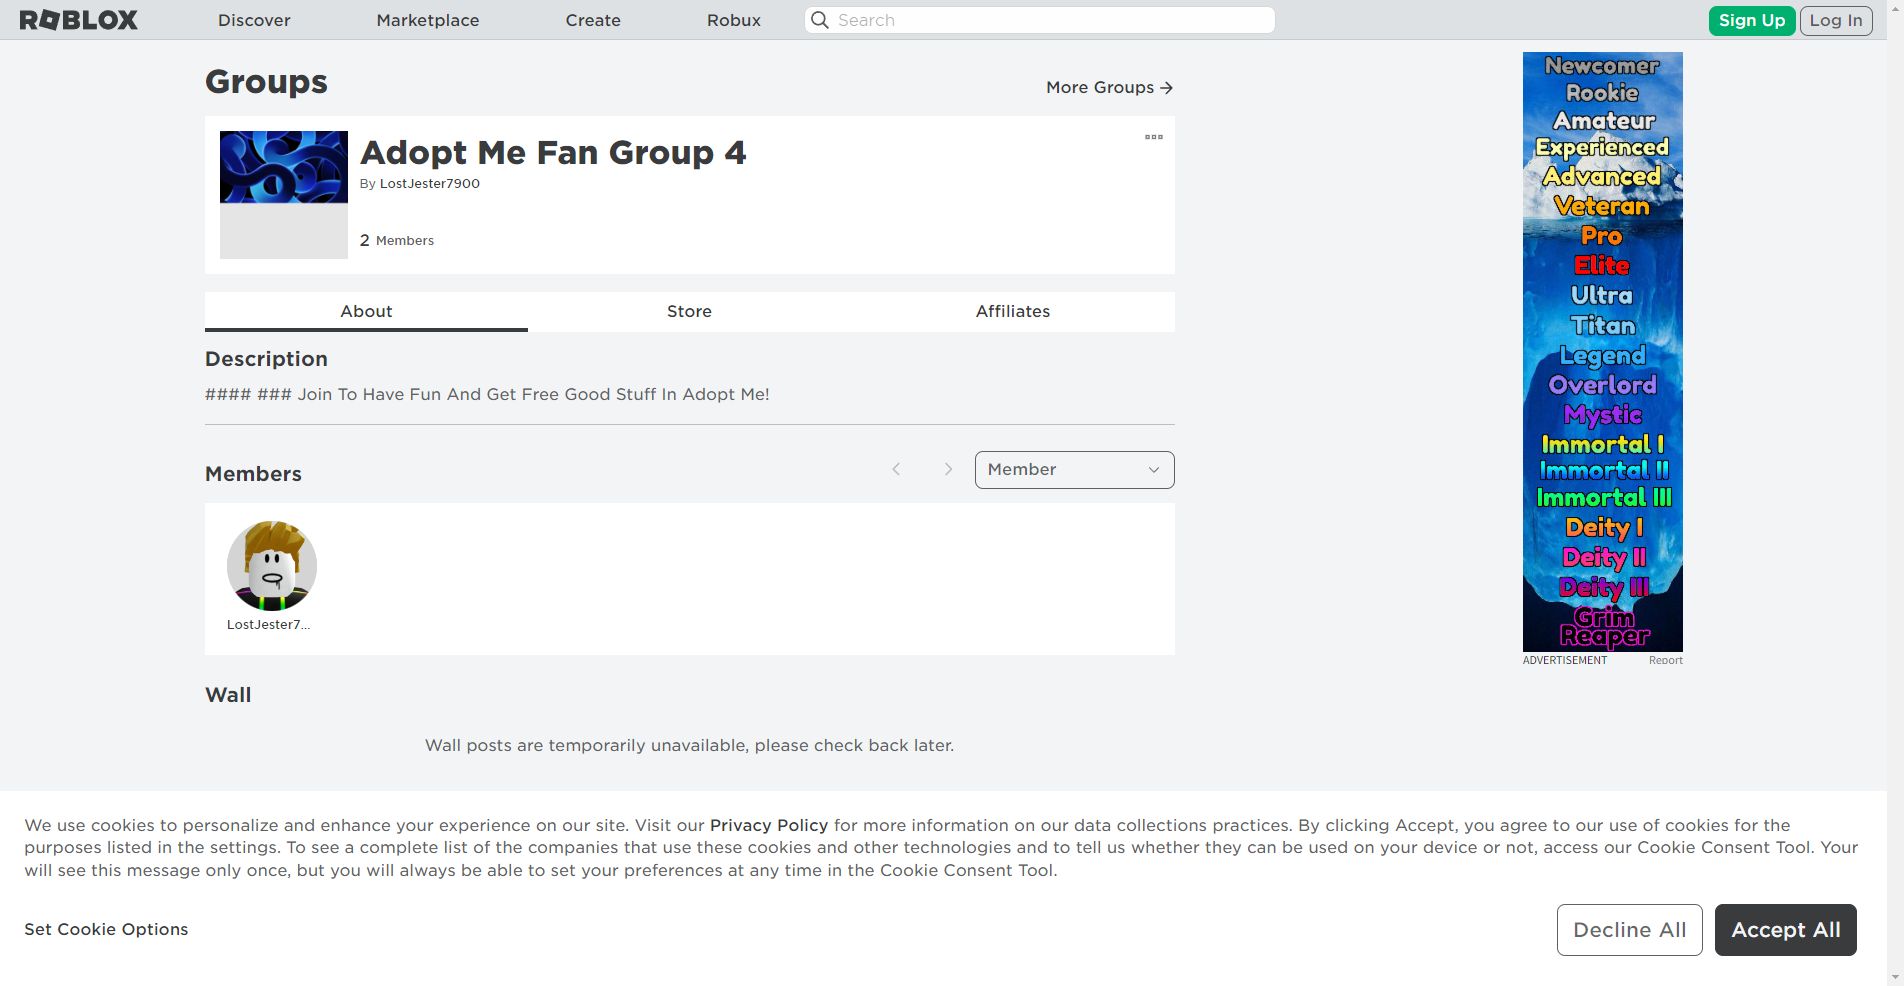 ROBLOX
Discover
Marketplace
Create
Robux
Search
Sign Up
Log In
Groups
More Groups
Adopt Me Fan Group 4
By LostJester7900
2 Members
About
Store
Affiliates
Description
#### ### Join To Have Fun And Get Free Good Stuff In Adopt Me!
Members
Member
LostJester7...
Wall
Wall posts are temporarily unavailable, please check back later.
Newcomer
Rookie
Amateur
Experienced
Advanced
Veteran
Pro
Elite
Ultra
Titan
Legend
Overlord
Mystic
Immortal I
Immortal II
Immortal III
Deity I
Deity II
Deity III
Grim
Reaper
ADVERTISEMENT
Report
We use cookies to personalize and enhance your experience on our site. Visit our Privacy Policy for more information on our data collections practices. By clicking Accept, you agree to our use of cookies for the
purposes listed in the settings. To see a complete list of the companies that use these cookies and other technologies and to tell us whether they can be used on your device or not, access our Cookie Consent Tool. Your
will see this message only once, but you will always be able to set your preferences at any time in the Cookie Consent Tool.
Set Cookie Options
Decline All
Accept All